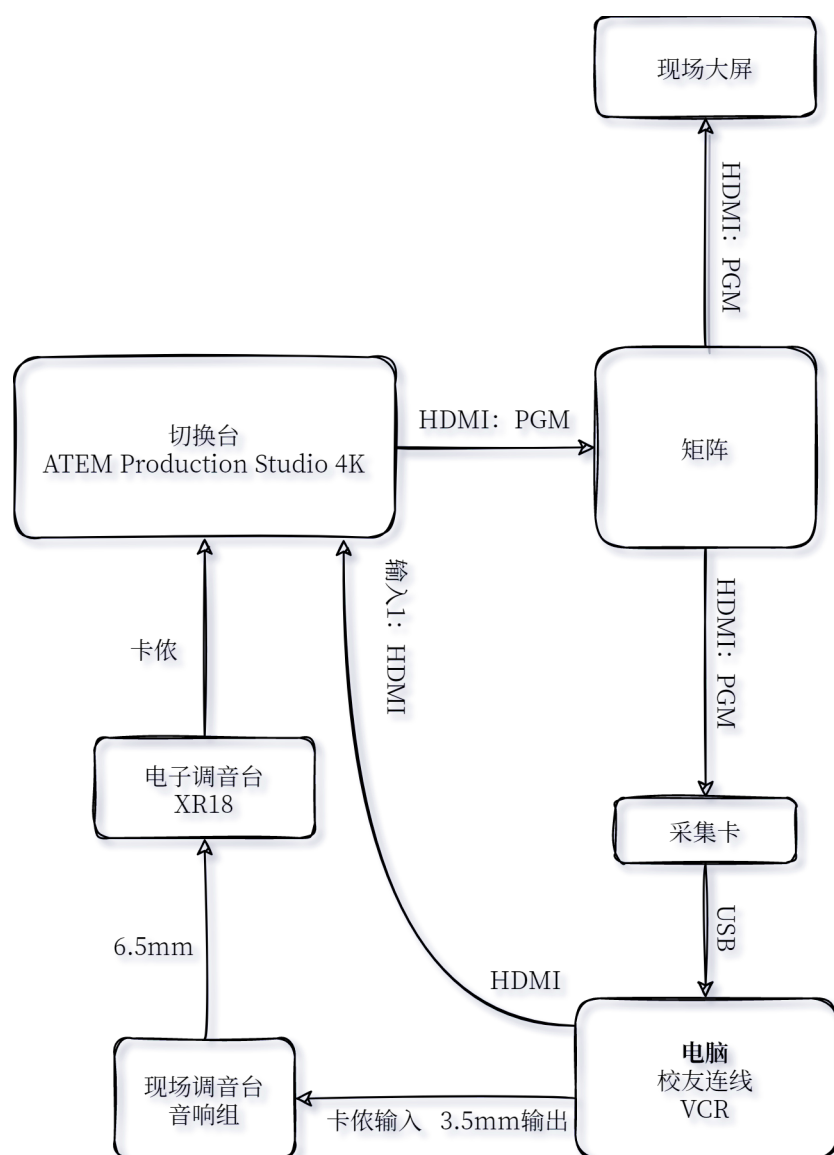 现场大屏
HDMI：PGM
切换台
ATEM Production Studio 4K
HDMI：PGM
矩阵
卡侬
输入1：HDMI
HDMI：PGM
电子调音台
XR18
采集卡
6.5mm
HDMI
USB
现场调音台
音响组
卡侬输入 3.5mm输出
电脑
校友连线
VCR